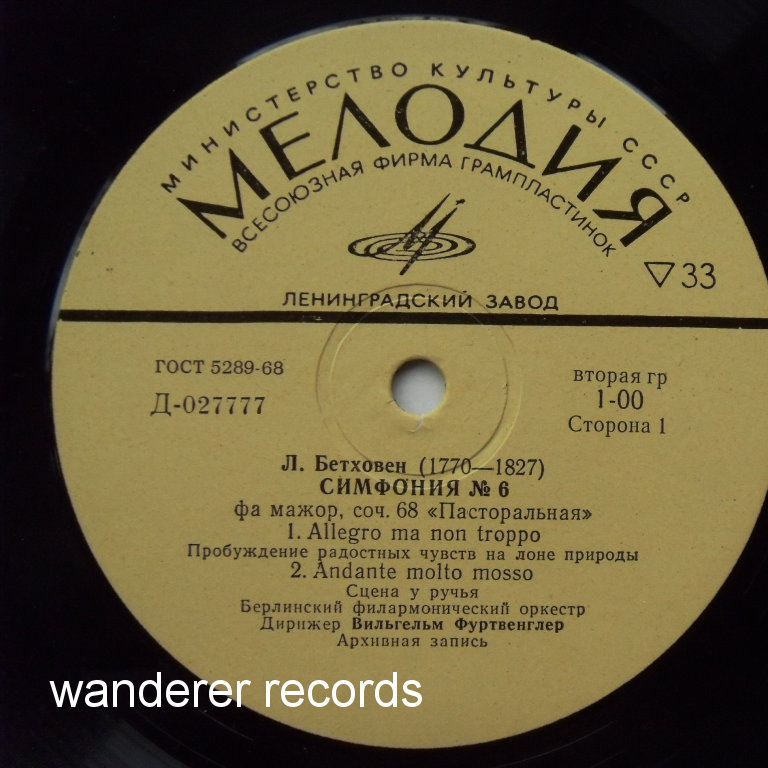 МИНИСТЕРСТВО КУЛЬТУРЫ СССР
МЕЛОДИЯ
ВСЕСОЮЗНАЯ ФИРМА ГРАМПЛАСТИНОК
▽ 33
ЛЕНИНГРАДСКИЙ ЗАВОД
ГОСТ 5289-68
Д-027777
вторая гр
1-00
Сторона 1
Л. Бетховен (1770—1827)
СИМФОНИЯ № 6
фа мажор, соч. 68 «Пасторальная»
1. Allegro ma non troppo
Пробуждение радостных чувств на лоне природы
2. Andante molto mosso
Сцена у ручья
Берлинский филармонический оркестр
Дирижер Вильгельм Фуртвенглер
Архивная запись
wanderer records